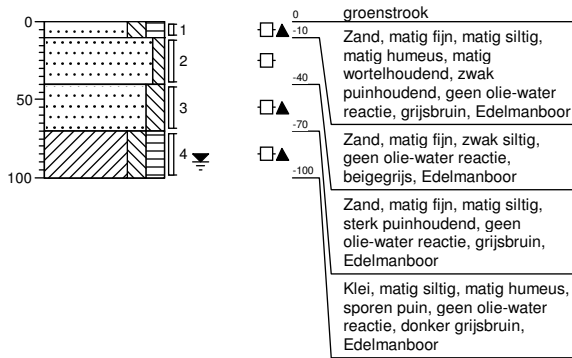 0
50
100
1
2
3
4
0
groenstrook
-10
Zand, matig fijn, matig siltig,
matig humeus, matig
wortelhoudend, zwak
puinhoudend, geen olie-water
reactie, grijsbruin, Edelmanboor
-40
Zand, matig fijn, zwak siltig,
geen olie-water reactie,
beigegrijs, Edelmanboor
-70
Zand, matig fijn, matig siltig,
sterk puinhoudend, geen
olie-water reactie, grijsbruin,
Edelmanboor
-100
Klei, matig siltig, matig humeus,
sporen puin, geen olie-water
reactie, donker grijsbruin,
Edelmanboor